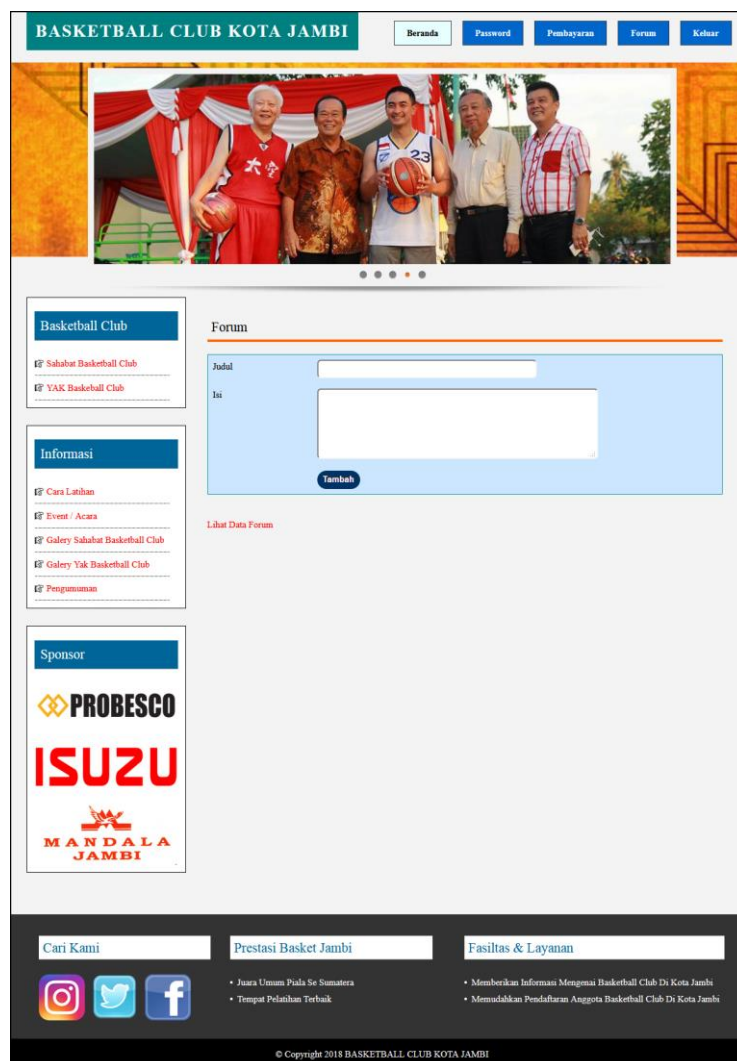 BASKETBALL CLUB KOTA JAMBI
Beranda
Password
Pembayaran
Forum
Keluar
大空
23
Basketball Club
Sahabat Basketball Club
YAK Basketball Club
Informasi
Cara Latihan
Event / Acara
Galery Sahabat Basketball Club
Galery Yak Basketball Club
Pengumuman
Sponsor
PROBESCO
ISUZU
MANDALA
JAMBI
Forum
Judul
Isi
Tambah
Lihat Data Forum
Cari Kami
Prestasi Basket Jambi
• Juara Umum Piala Se Sumatera
• Tempat Pelatihan Terbaik
Fasiltas & Layanan
• Memberikan Informasi Mengenai Basketball Club Di Kota Jambi
• Memudahkan Pendaftaran Anggota Basketball Club Di Kota Jambi
© Copyright 2018 BASKETBALL CLUB KOTA JAMBI